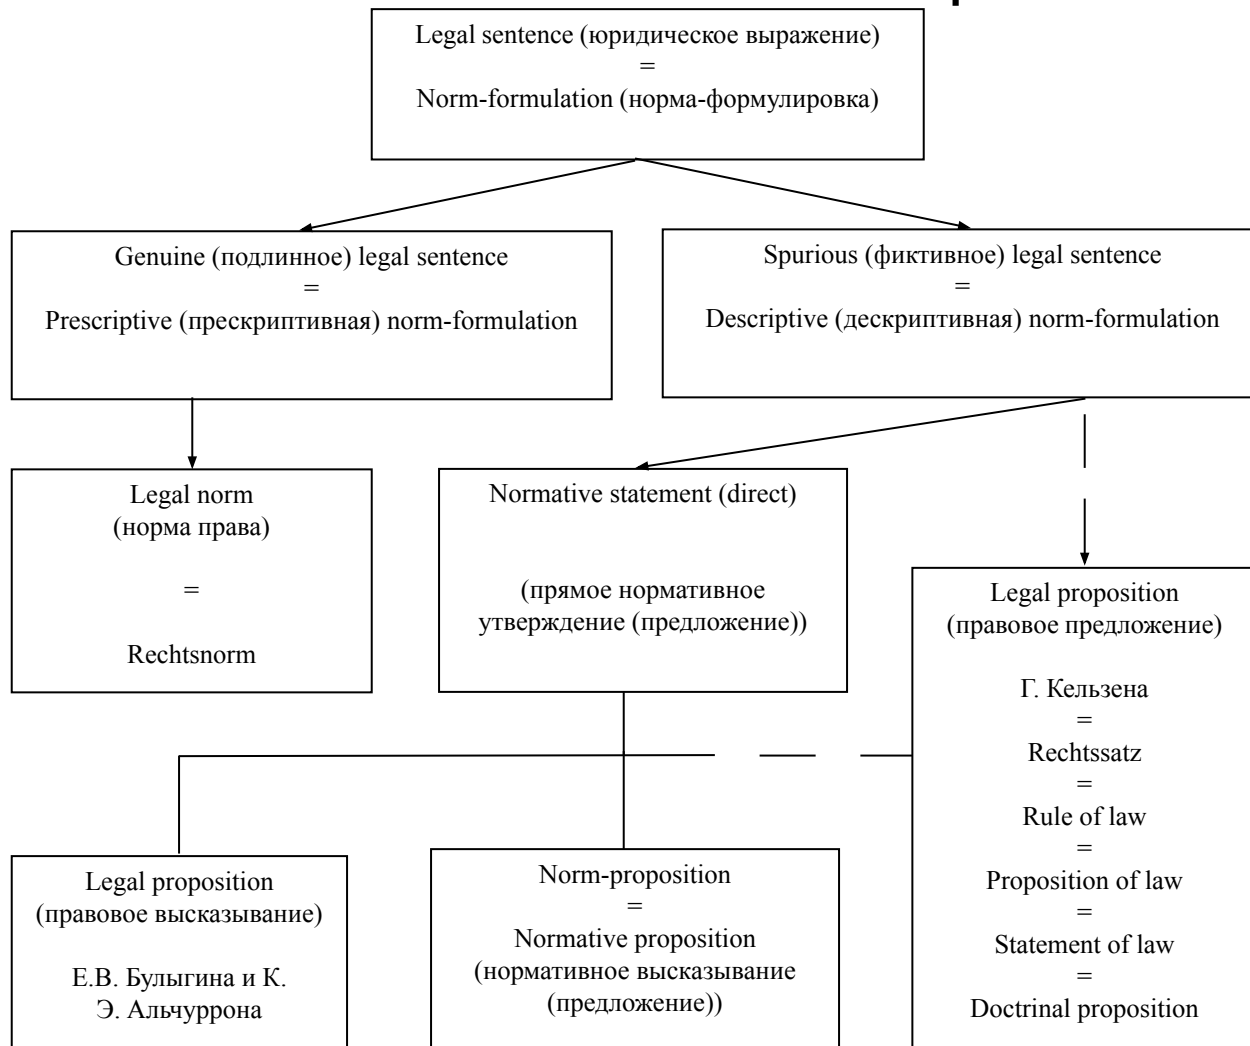 Legal sentence (юридическое выражение)
=
Norm-formulation (норма-формулировка)
Genuine (подлинное) legal sentence
=
Prescriptive (прескриптивная) norm-formulation
Spurious (фиктивное) legal sentence
=
Descriptive (дескриптивная) norm-formulation
Legal norm
(норма права)
=
Rechtsnorm
Normative statement (direct)
(прямое нормативное
утверждение (предложение))
Legal proposition
(правовое предложение)
Г. Кельзена
=
Rechtssatz
=
Rule of law
=
Proposition of law
=
Statement of law
=
Doctrinal proposition
Legal proposition
(правовое высказывание)
Е.В. Булыгина и К.
Э. Альчуррона
Norm-proposition
=
Normative proposition
(нормативное высказывание
(предложение))